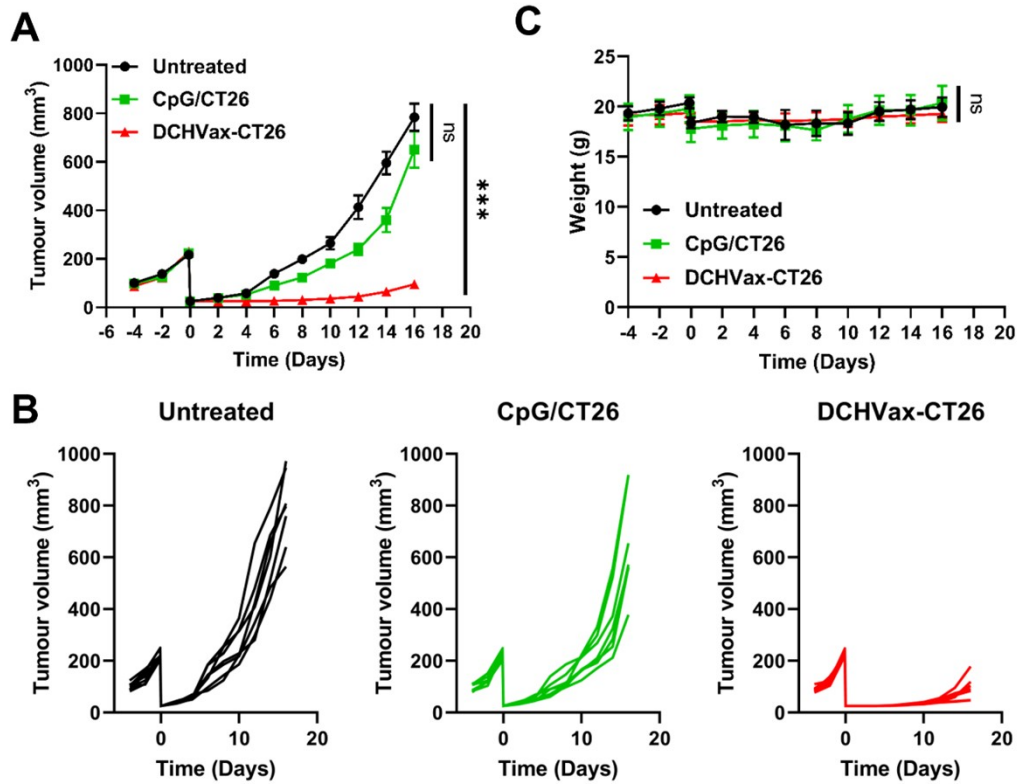 A
Untreated
CpG/CT26
DCHVax-CT26
Tumour volume (mm³)
1000
800
600
400
200
0
-6 -4 -2 0 2 4 6 8 10 12 14 16 18 20
Time (Days)
ns
***
C
Weight (g)
25
20
15
10
5
0
Untreated
CpG/CT26
DCHVax-CT26
-4 -2 0 2 4 6 8 10 12 14 16 18 20
Time (Days)
ns
B
Untreated
Tumour volume (mm³)
1000
800
600
400
200
0
0 10 20
Time (Days)
CpG/CT26
Tumour volume (mm³)
1000
800
600
400
200
0
0 10 20
Time (Days)
DCHVax-CT26
Tumour volume (mm³)
1000
800
600
400
200
0
0 10 20
Time (Days)